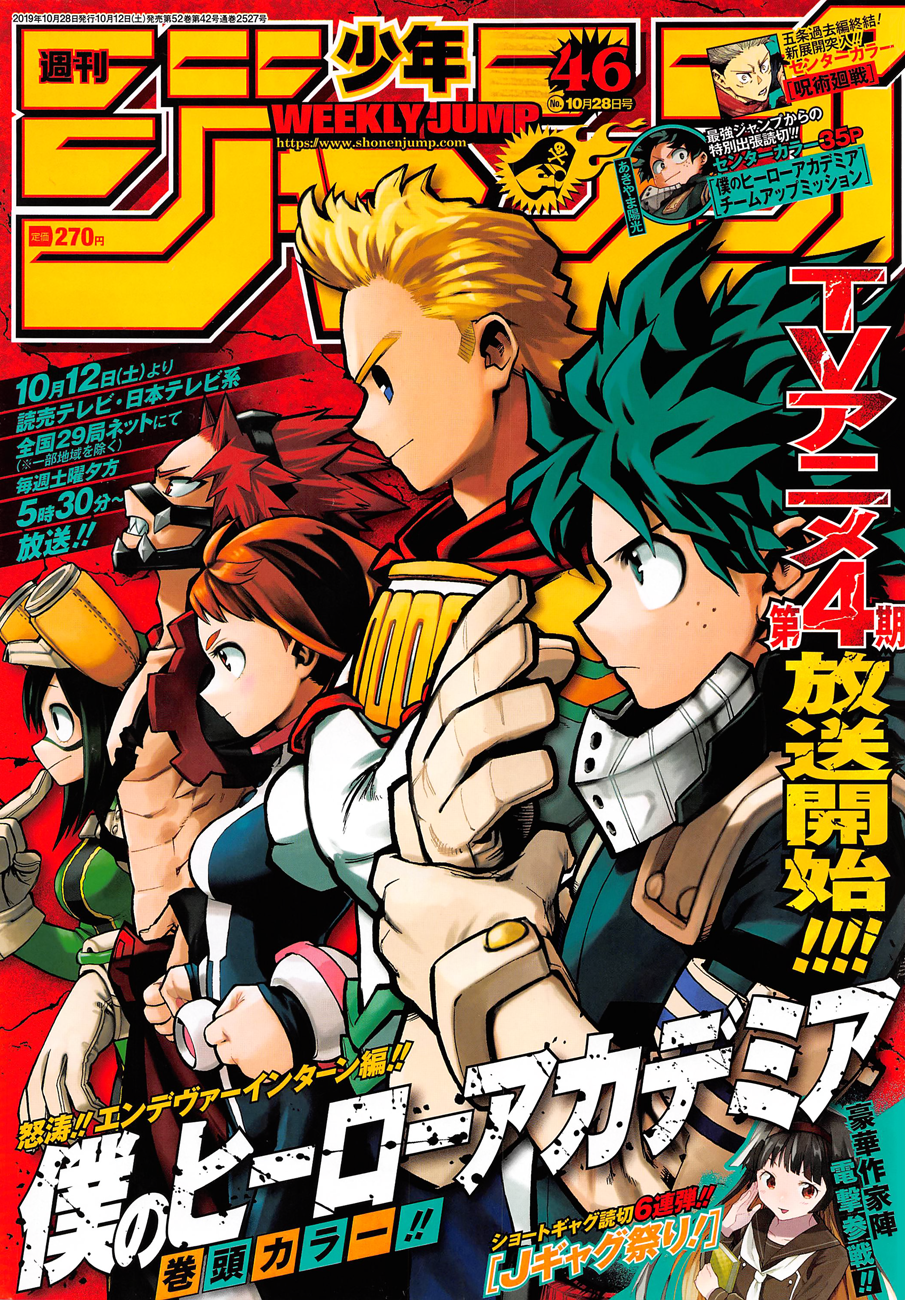 2019年10月28日発行10月12日(土)発売第52巻第42号通巻2527号
週刊
少年
ジャンプ
WEEKLY JUMP
https://www.shonenjump.com
46
No. 10月28日号
定価270円
五条過去編終結!
新展開突入!!
センターカラー
[呪術廻戦]
最強ジャンプからの
特別出張読切!!
センターカラー35P
[僕のヒーローアカデミア
チームアップミッション]
あきやま陽光
10月12日(土)より
読売テレビ・日本テレビ系
全国29局ネットにて
(※一部地域を除く)
毎週土曜夕方
5時30分~
放送!!
TVアニメ
第4期
放送開始!!!!
怒涛!!エンデヴァーインターン編!!
僕のヒーローアカデミア
巻頭カラー!!
ショートギャグ読切6連弾!!
[Jギャグ祭り!]
豪華作家陣
電撃参戦!!